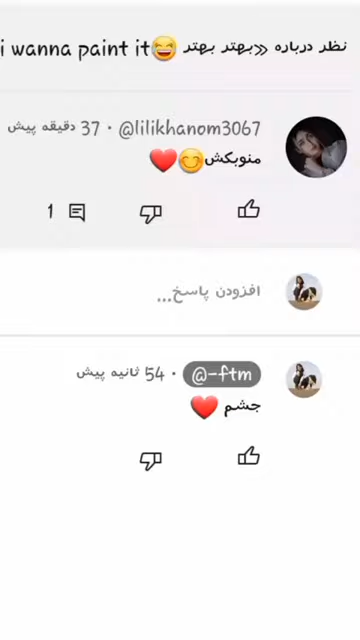 نظر درباره «بهتر بهتر 😆i wanna paint it
@lilikhanom3067 · 37 دقیقه پیش
منوبکش😊❤️
1
افزودن پاسخ...
@-ftm · 54 ثانیه پیش
جشم ❤️